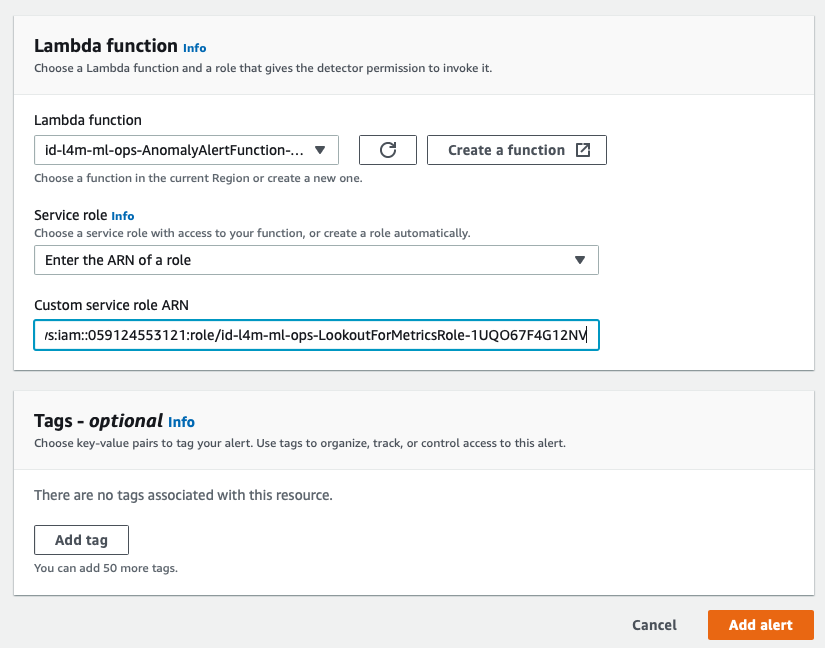 Lambda function Info
Choose a Lambda function and a role that gives the detector permission to invoke it.
Lambda function
id-l4m-ml-ops-AnomalyAlertFunction-... Create a function
Choose a function in the current Region or create a new one.
Service role Info
Choose a service role with access to your function, or create a role automatically.
Enter the ARN of a role
Custom service role ARN
s:iam::059124553121:role/id-l4m-ml-ops-LookoutForMetricsRole-1UQO67F4G12NV
Tags - optional Info
Choose key-value pairs to tag your alert. Use tags to organize, track, or control access to this alert.
There are no tags associated with this resource.
Add tag
You can add 50 more tags.
Cancel Add alert